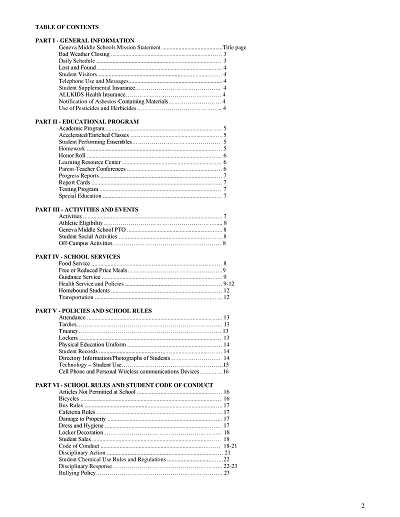 TABLE OF CONTENTS
PART I - GENERAL INFORMATION
Geneva Middle Schools Mission Statement ........................................Title page
Bad Weather Closing ........................................ 3
Daily Schedule ........................................ 3
Lost and Found ........................................ 4
Student Visitors ........................................ 4
Telephone Use and Messages ........................................ 4
Student Supplemental Insurance ........................................ 4
ALLKIDS Health Insurance ........................................ 4
Notification of Asbestos-Containing Materials ........................................ 4
Use of Pesticides and Herbicides ........................................ 4
PART II - EDUCATIONAL PROGRAM
Academic Program ........................................ 5
Accelerated/Enriched Classes ........................................ 5
Student Performing Ensembles ........................................ 5
Homework ........................................ 5
Honor Roll ........................................ 6
Learning Resource Center ........................................ 6
Parent-Teacher Conferences ........................................ 6
Progress Reports ........................................ 7
Report Cards ........................................ 7
Testing Program ........................................ 7
Special Education ........................................ 7
PART III - ACTIVITIES AND EVENTS
Activities ........................................ 7
Athletic Eligibility ........................................ 8
Geneva Middle School PTO ........................................ 8
Student Social Activities ........................................ 8
Off-Campus Activities ........................................ 8
PART IV - SCHOOL SERVICES
Food Service ........................................ 8
Free or Reduced Price Meals ........................................ 9
Guidance Service ........................................ 9
Health Service and Policies ........................................ 9-12
Homebound Students ........................................ 12
Transportation ........................................ 12
PART V - POLICIES AND SCHOOL RULES
Attendance ........................................ 13
Tardies ........................................ 13
Truancy ........................................ 13
Lockers ........................................ 13
Physical Education Uniform ........................................ 14
Student Records ........................................ 14
Directory Information/Photographs of Students ........................................ 14
Technology – Student Use ........................................ 15
Cell Phone and Personal Wireless communications Devices ............ 16
PART VI - SCHOOL RULES AND STUDENT CODE OF CONDUCT
Articles Not Permitted at School ........................................ 16
Bicycles ........................................ 16
Bus Rules ........................................ 17
Cafeteria Rules ........................................ 17
Damage to Property ........................................ 17
Dress and Hygiene ........................................ 17
Locker Decoration ........................................ 18
Student Sales ........................................ 18
Code of Conduct ........................................ 18-21
Disciplinary Action ........................................ 21
Student Chemical Use Rules and Regulations ........................................ 22
Disciplinary Response ........................................ 22-23
Bullying Policy ........................................ 23
2